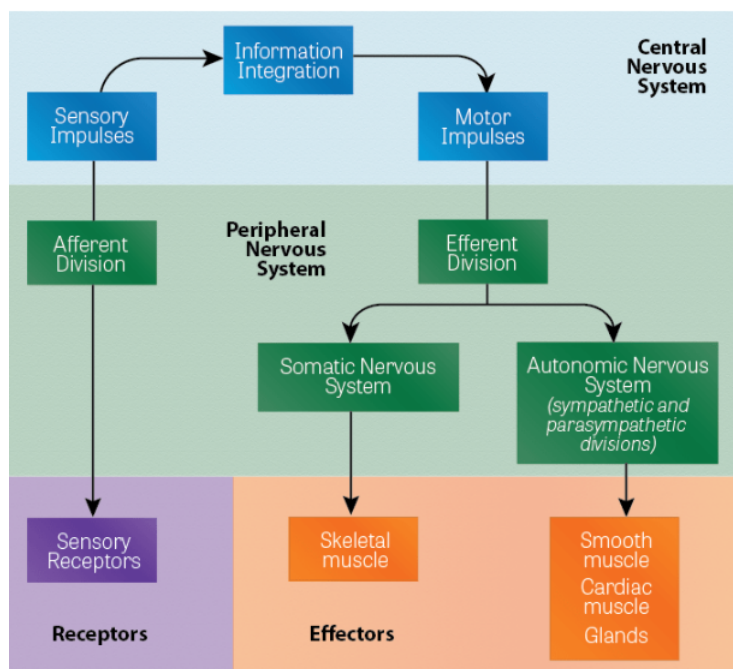 Information
Integration
Central
Nervous
System
Sensory
Impulses
Motor
Impulses
Afferent
Division
Peripheral
Nervous
System
Efferent
Division
Somatic Nervous
System
Autonomic Nervous
System
(sympathetic and
parasympathetic
divisions)
Sensory
Receptors
Skeletal
muscle
Smooth
muscle
Cardiac
muscle
Glands
Receptors
Effectors